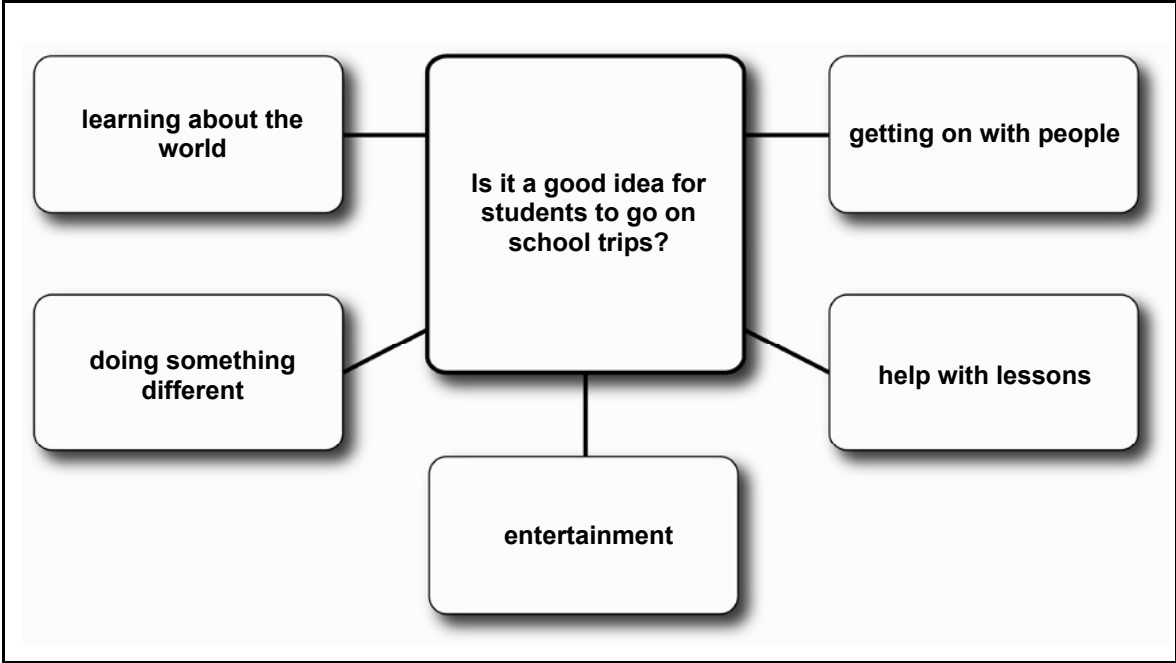 learning about the
world
Is it a good idea for
students to go on
school trips?
getting on with people
doing something
different
help with lessons
entertainment